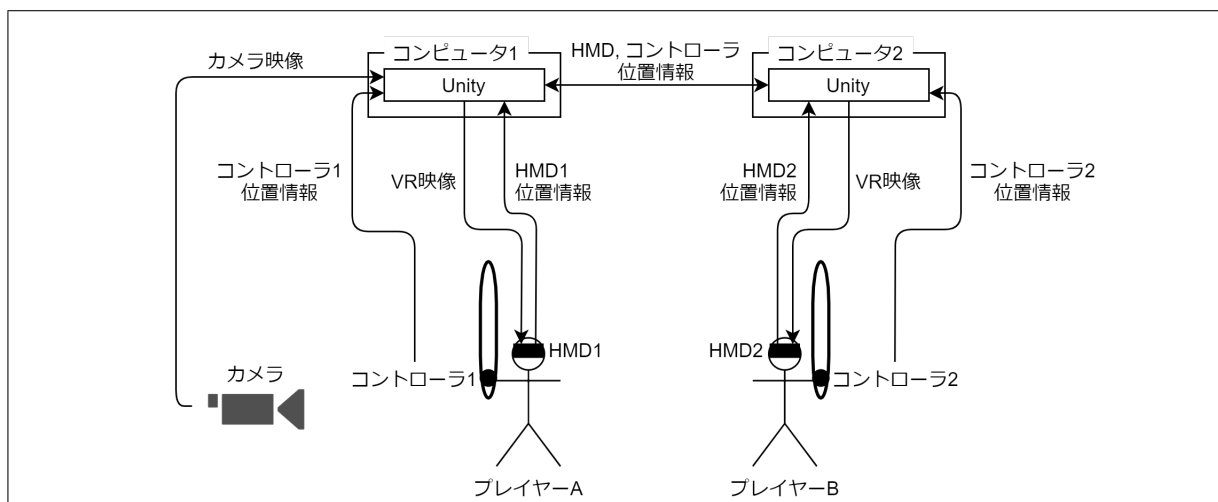 コンピュータ1
HMD, コントローラ
位置情報
コンピュータ2
カメラ映像
Unity
Unity
コントローラ1
位置情報
VR映像
HMD1
位置情報
HMD2
位置情報
VR映像
コントローラ2
位置情報
HMD1
HMD2
カメラ
コントローラ1
コントローラ2
プレイヤーA
プレイヤーB